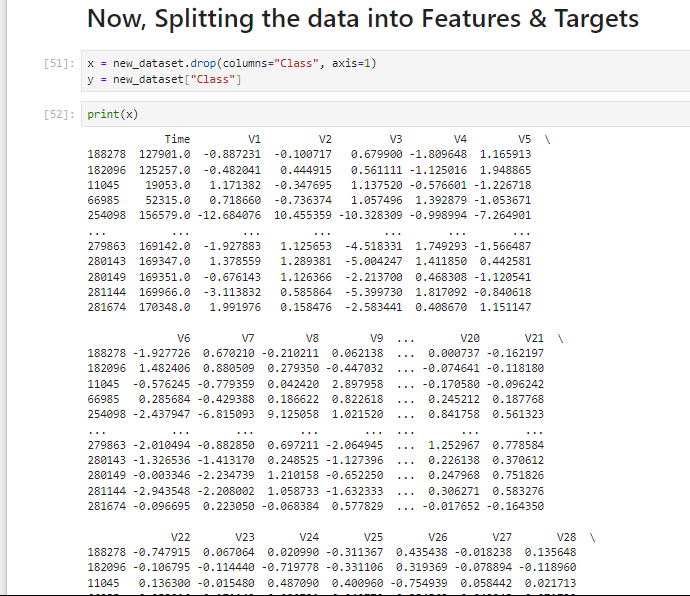 Now, Splitting the data into Features & Targets
[51]: x = new_dataset.drop(columns="Class", axis=1)
y = new_dataset["Class"]
[52]: print(x)
Time V1 V2 V3 V4 V5 \
188278 127901.0 -0.887231 -0.100717 0.679900 -1.809648 1.165913
182096 125257.0 -0.482041 0.444915 0.561111 -1.125016 1.948865
11045 19053.0 1.171382 -0.347695 1.137520 -0.576601 -1.226718
66985 52315.0 0.718660 -0.736374 1.057496 1.392879 -1.053671
254098 156579.0 -12.684076 10.455359 -10.328309 -0.998994 -7.264901
... ... ... ... ... ... ...
279863 169142.0 -1.927883 1.125653 -4.518331 1.749293 -1.566487
280143 169347.0 1.378559 1.289381 -5.004247 1.411850 0.442581
280149 169351.0 -0.676143 1.126366 -2.213700 0.468308 -1.120541
281144 169966.0 -3.113832 0.585864 -5.399730 1.817092 -0.840618
281674 170348.0 1.991976 0.158476 -2.583441 0.408670 1.151147
V6 V7 V8 V9 ... V20 V21 \
188278 -1.927726 0.670210 -0.210211 0.062138 ... 0.000737 -0.162197
182096 1.482406 0.880509 0.279350 -0.447032 ... -0.074641 -0.118180
11045 -0.576245 -0.779359 0.042420 2.897958 ... -0.170580 -0.096242
66985 0.285684 -0.429388 0.186622 0.822618 ... 0.245212 0.187768
254098 -2.437947 -6.815093 9.125058 1.021520 ... 0.841758 0.561323
... ... ... ... ... ... ... ...
279863 -2.010494 -0.882850 0.697211 -2.064945 ... 1.252967 0.778584
280143 -1.326536 -1.413170 0.248525 -1.127396 ... 0.226138 0.370612
280149 -0.003346 -2.234739 1.210158 -0.652250 ... 0.247968 0.751826
281144 -2.943548 -2.208002 1.058733 -1.632333 ... 0.306271 0.583276
281674 -0.096695 0.223050 -0.068384 0.577829 ... -0.017652 -0.164350
V22 V23 V24 V25 V26 V27 V28 \
188278 -0.747915 0.067064 0.020990 -0.311367 0.435438 -0.018238 0.135648
182096 -0.106795 -0.114440 -0.719778 -0.331106 0.319369 -0.078894 -0.118960
11045 0.136300 -0.015480 0.487090 0.400960 -0.754939 0.058442 0.021713